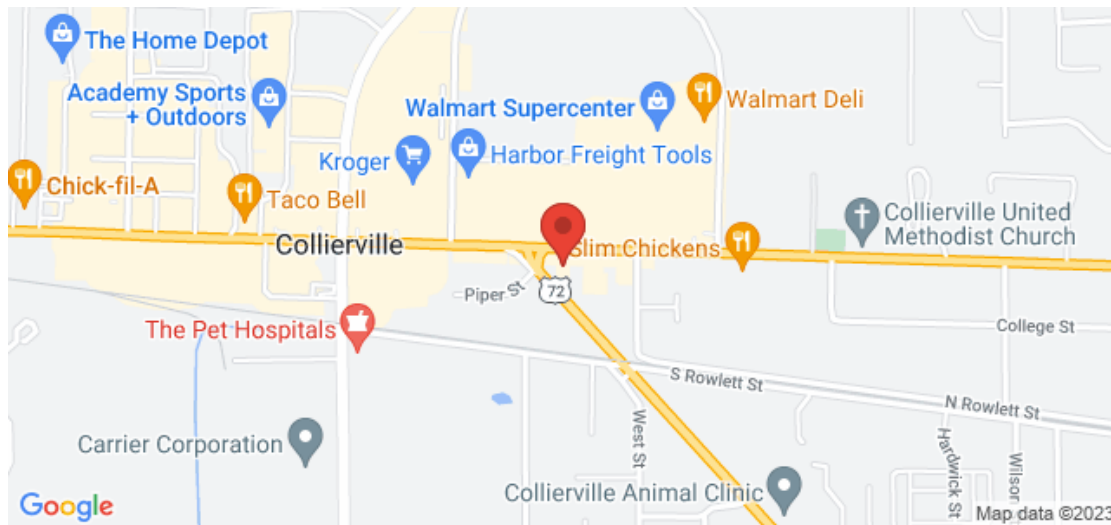 The Home Depot
Academy Sports
+ Outdoors
Walmart Supercenter
Walmart Deli
Kroger
Harbor Freight Tools
Chick-fil-A
Taco Bell
Collierville United
Methodist Church
Collierville
Slim Chickens
72
Piper St
The Pet Hospitals
College St
S Rowlett St
N Rowlett St
West St
Hardwick St
Wilson
Carrier Corporation
Collierville Animal Clinic
Google
Map data ©2023